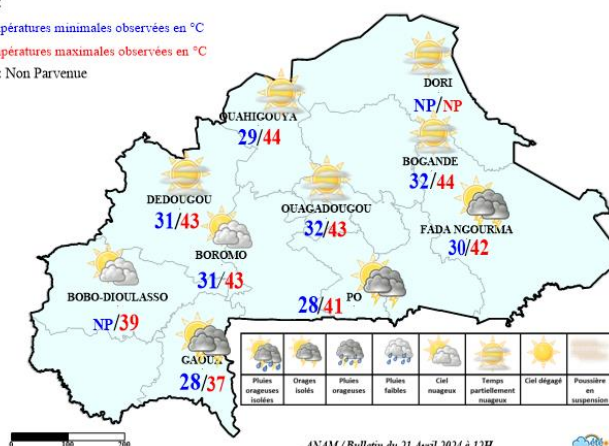 pératures minimales observées en °C
pératures maximales observées en °C
: Non Parvenue
DORI
NP/NP
OUAHIGOUYA
29/44
BOGANDE
32/44
DEDOUGOU
31/43
OUAGADOUGOU
32/43
FADA NGOURMA
30/42
BOROMO
31/43
BOBO-DIOULASSO
NP/39
PO
28/41
GAOUA
28/37
Pluies orageuses isolées
Orages isolés
Pluies orageuses
Pluies faibles
Ciel nuageux
Temps partiellement nuageux
Ciel dégagé
Poussière en suspension
ANAM / Bulletin du 21 Avril 2024 à 12H